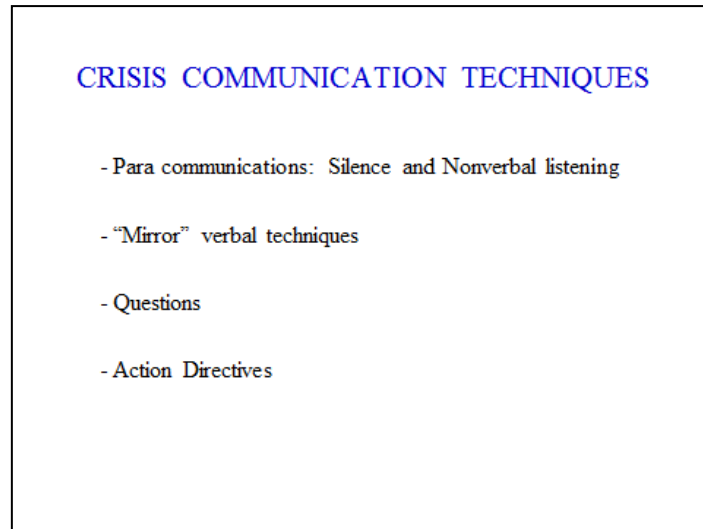 CRISIS COMMUNICATION TECHNIQUES
- Para communications: Silence and Nonverbal listening
- “Mirror” verbal techniques
- Questions
- Action Directives